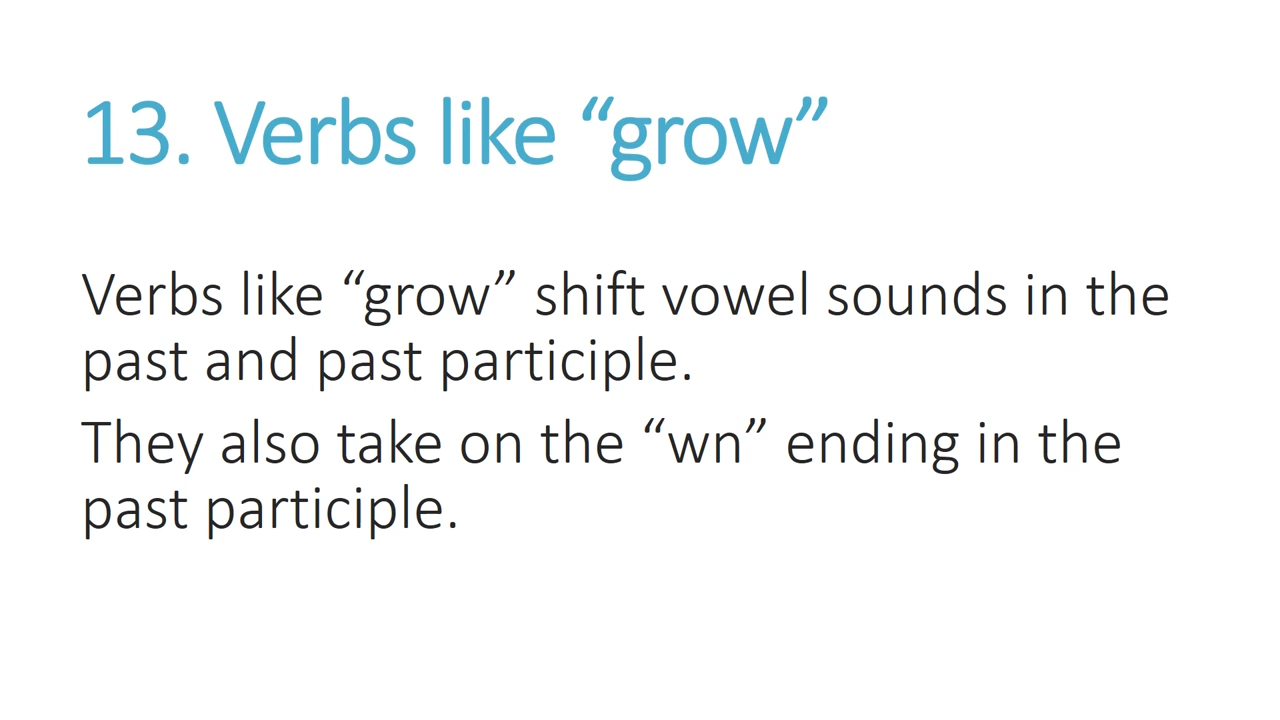 13. Verbs like “grow”
Verbs like “grow” shift vowel sounds in the
past and past participle.
They also take on the “wn” ending in the
past participle.